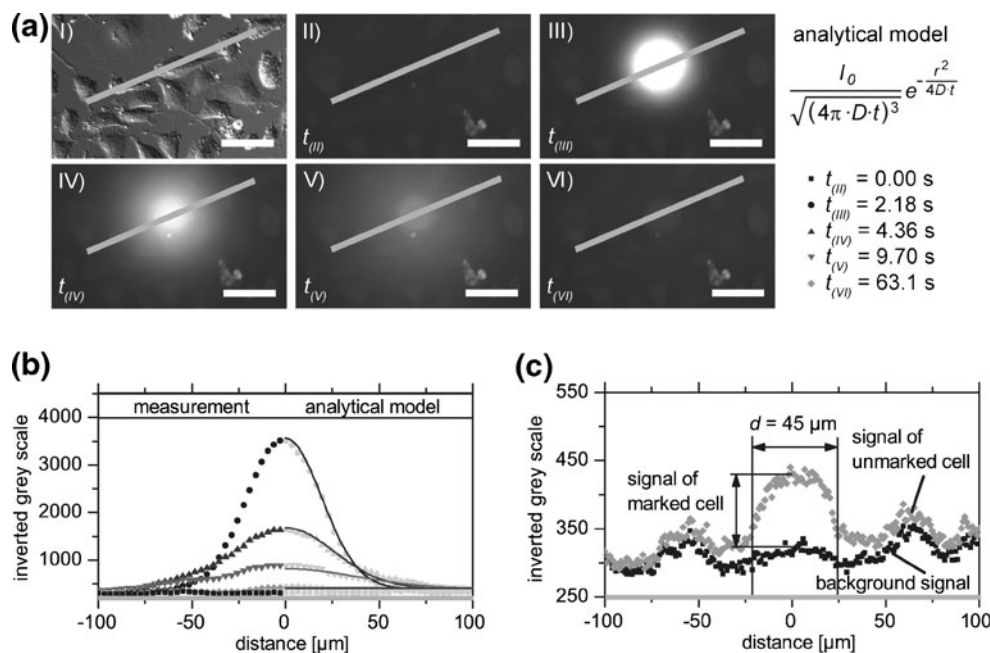 (a)
I)
II)
t(II)
III)
t(III)
IV)
t(IV)
V)
t(V)
VI)
t(VI)
analytical model
I0 / √(4π·D·t)³ e^-r²/4D·t
t(II) = 0.00 s
t(III) = 2.18 s
t(IV) = 4.36 s
t(V) = 9.70 s
t(VI) = 63.1 s
(b)
measurement
analytical model
inverted grey scale
4000
3000
2000
1000
-100
-50
0
50
100
distance [µm]
(c)
inverted grey scale
550
450
350
250
d = 45 µm
signal of
marked cell
signal of
unmarked cell
background signal
-100
-50
0
50
100
distance [µm]